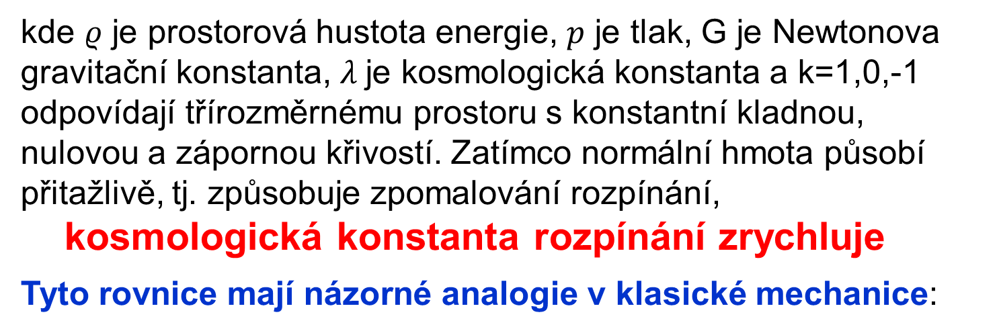 kde ϱ je prostorová hustota energie, p je tlak, G je Newtonova
gravitační konstanta, λ je kosmologická konstanta a k=1,0,-1
odpovídají třírozměrnému prostoru s konstantní kladnou,
nulovou a zápornou křivostí. Zatímco normální hmota působí
přitažlivě, tj. způsobuje zpomalování rozpínání,
kosmologická konstanta rozpínání zrychluje
Tyto rovnice mají názorné analogie v klasické mechanice: